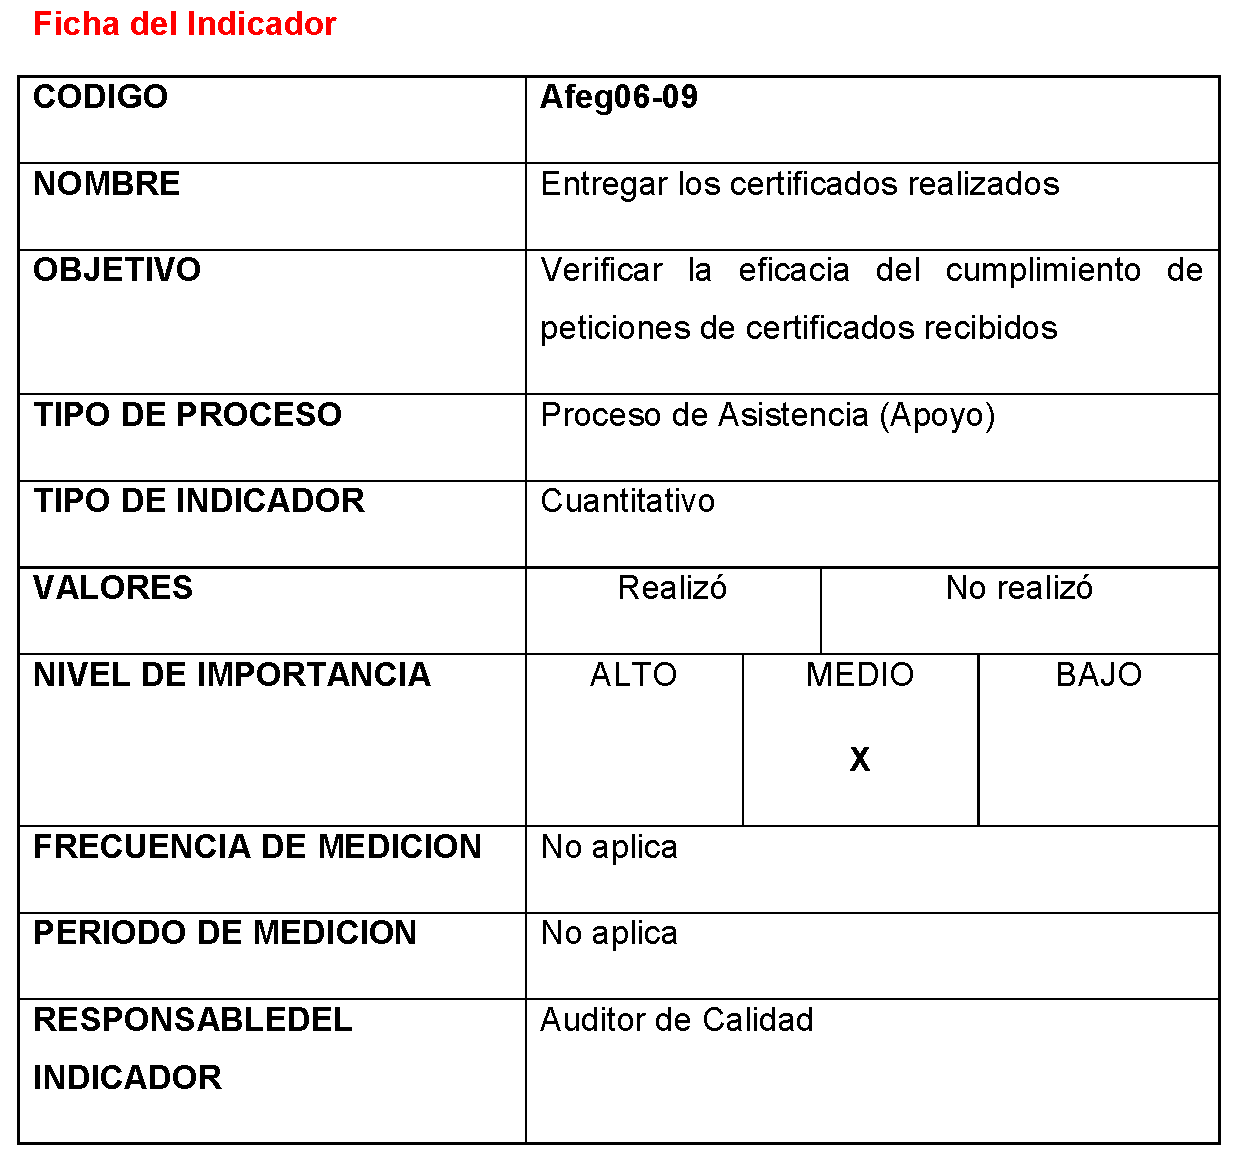 Ficha del Indicador
CODIGO Afeg06-09
NOMBRE Entregar los certificados realizados
OBJETIVO Verificar la eficacia del cumplimiento de
peticiones de certificados recibidos
TIPO DE PROCESO Proceso de Asistencia (Apoyo)
TIPO DE INDICADOR Cuantitativo
VALORES Realizó No realizó
NIVEL DE IMPORTANCIA ALTO MEDIO BAJO
X
FRECUENCIA DE MEDICION No aplica
PERIODO DE MEDICION No aplica
RESPONSABLEDEL Auditor de Calidad
INDICADOR